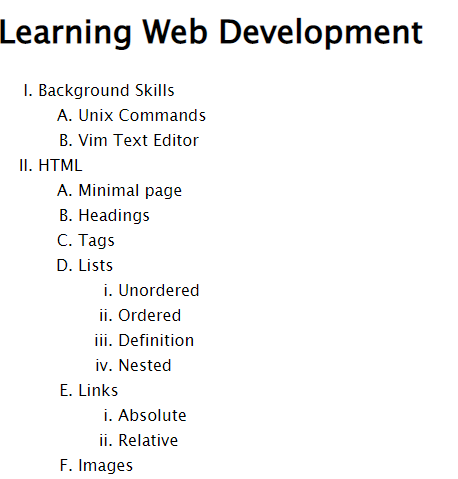 Learning Web Development
I. Background Skills
A. Unix Commands
B. Vim Text Editor
II. HTML
A. Minimal page
B. Headings
C. Tags
D. Lists
i. Unordered
ii. Ordered
iii. Definition
iv. Nested
E. Links
i. Absolute
ii. Relative
F. Images